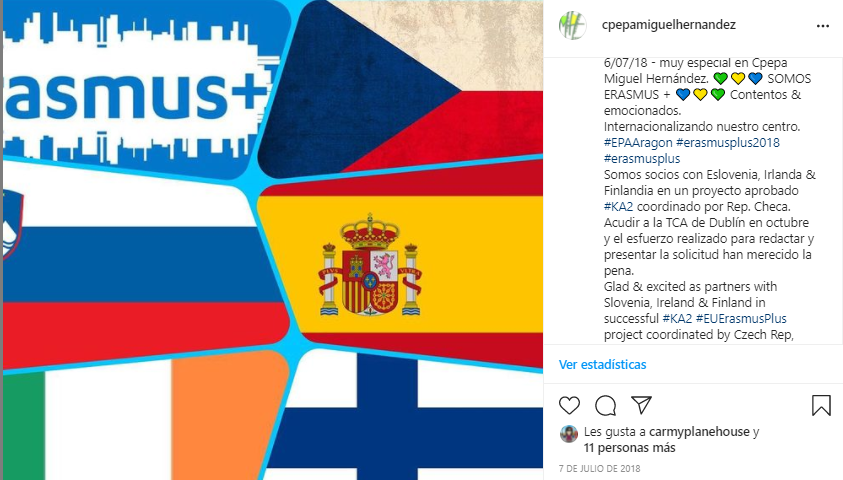 asmus+
PLVS
VLTRA
cpepamiguelhernandez
6/07/18 - muy especial en Cpepa
Miguel Hernández. 💚💛💙 SOMOS
ERASMUS + 💙💛💚 Contentos &
emocionados.
Internacionalizando nuestro centro.
#EPAAragon #erasmusplus2018
#erasmusplus
Somos socios con Eslovenia, Irlanda &
Finlandia en un proyecto aprobado
#KA2 coordinado por Rep. Checa.
Acudir a la TCA de Dublín en octubre
y el esfuerzo realizado para redactar y
presentar la solicitud han merecido la
pena.
Glad & excited as partners with
Slovenia, Ireland & Finland in
successful #KA2 #EUErasmusPlus
project coordinated by Czech Rep,
Ver estadísticas
Les gusta a carmyplanehouse y
11 personas más
7 DE JULIO DE 2018